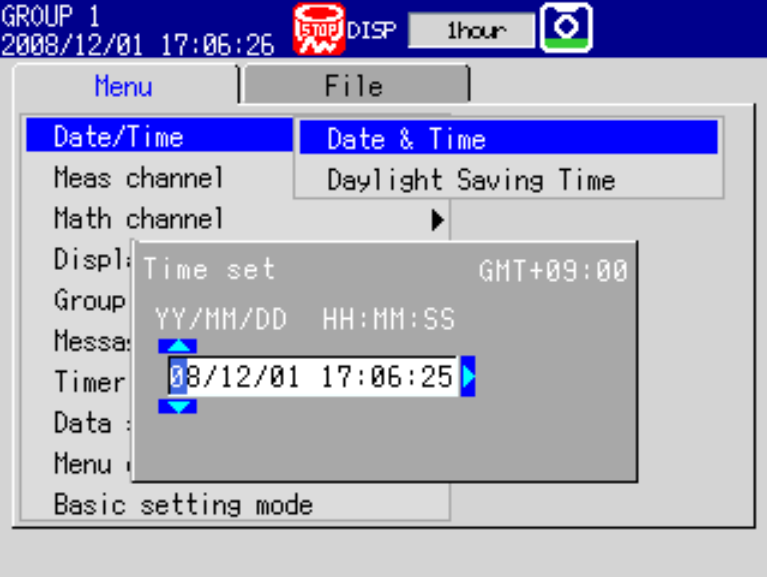 GROUP 1
2008/12/01 17:06:26 STOP DISP 1hour
Menu File
Date/Time
Date & Time
Meas channel
Daylight Saving Time
Math channel
Displa
Time set GMT+09:00
Group
YY/MM/DD HH:MM:SS
Messa
08/12/01 17:06:25
Timer
Data
Menu
Basic setting mode